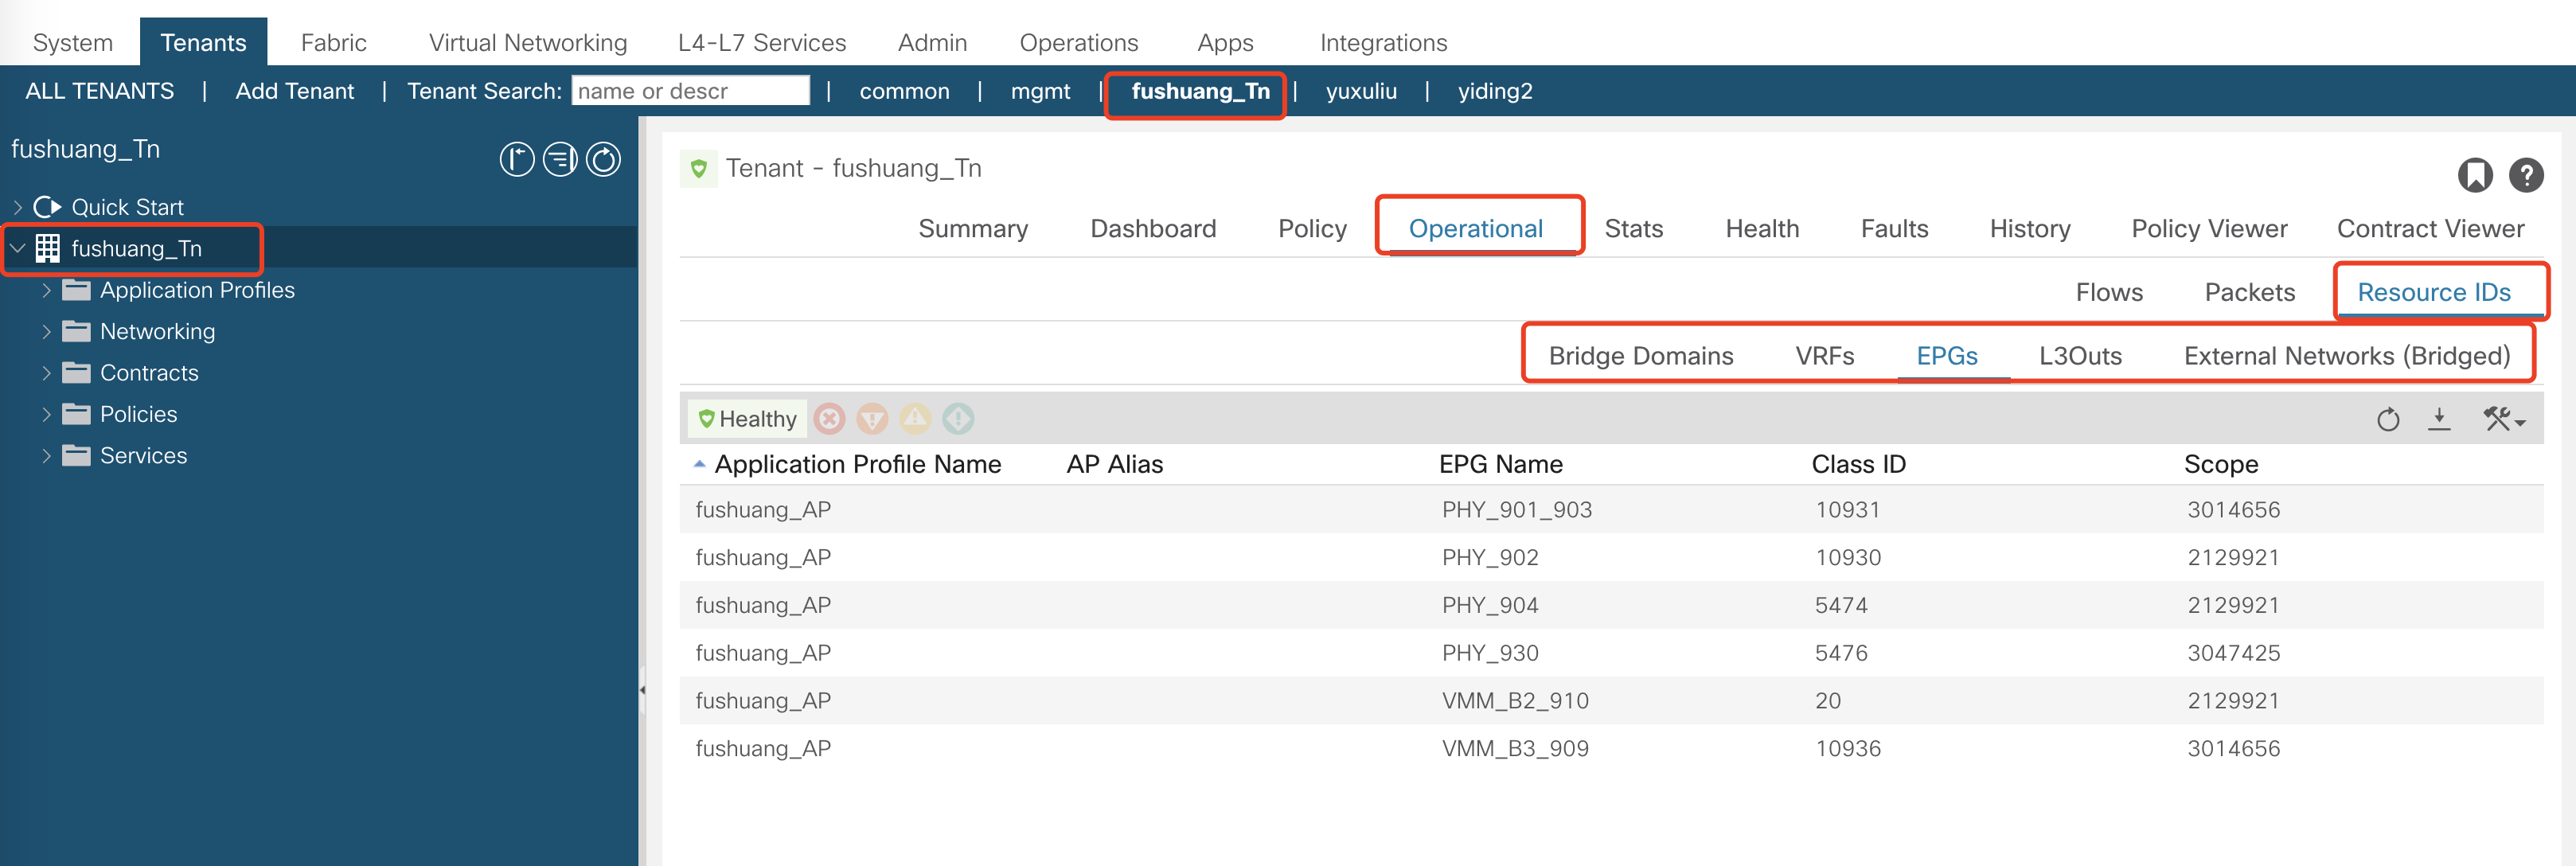 System Tenants Fabric Virtual Networking L4-L7 Services Admin Operations Apps Integrations
ALL TENANTS | Add Tenant | Tenant Search: name or descr | common | mgmt | fushuang_Tn | yuxuliu | yiding2
fushuang_Tn
Quick Start
fushuang_Tn
Application Profiles
Networking
Contracts
Policies
Services
Tenant - fushuang_Tn
Summary Dashboard Policy Operational Stats Health Faults History Policy Viewer Contract Viewer
Flows Packets Resource IDs
Bridge Domains VRFs EPGs L3Outs External Networks (Bridged)
Healthy
Application Profile Name AP Alias EPG Name Class ID Scope
fushuang_AP PHY_901_903 10931 3014656
fushuang_AP PHY_902 10930 2129921
fushuang_AP PHY_904 5474 2129921
fushuang_AP PHY_930 5476 3047425
fushuang_AP VMM_B2_910 20 2129921
fushuang_AP VMM_B3_909 10936 3014656